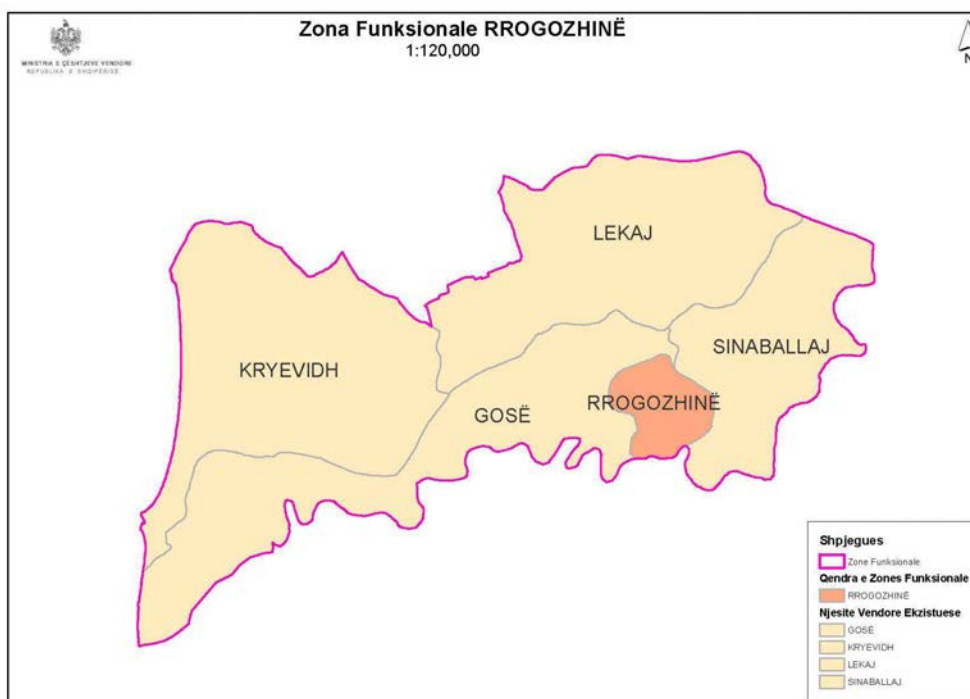 Zona Funksionale RROGOZHINË
1:120,000
MINISTRIA E ÇËSHTJEVE VENDORE
REPUBLIKA E SHQIPËRISË
N
LEKAJ
SINABALLAJ
KRYEVIDH
RROGOZHINË
GOSË
Shpjegues
Zone Funksionale
Qendra e Zones Funksionale
RROGOZHINË
Njesite Vendore Ekzistuese
GOSË
KRYEVIDH
LEKAJ
SINABALLAJ